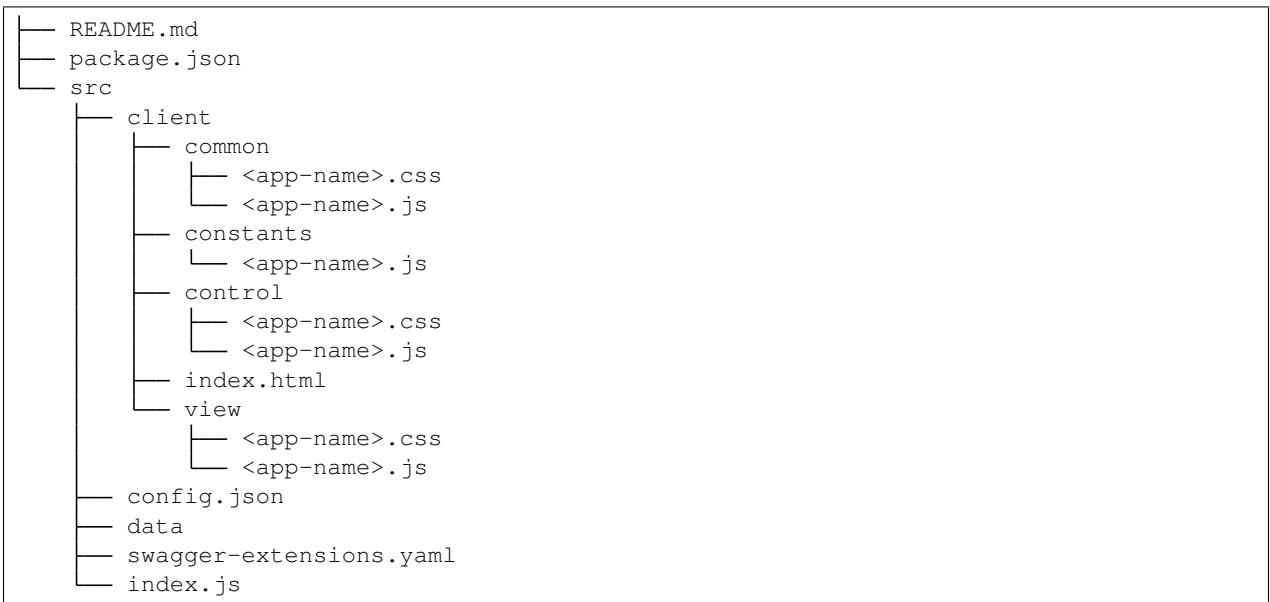 ├── README.md
├── package.json
└── src
    ├── client
    │   ├── common
    │   │   ├── <app-name>.css
    │   │   └── <app-name>.js
    │   ├── constants
    │   │   └── <app-name>.js
    │   ├── control
    │   │   ├── <app-name>.css
    │   │   └── <app-name>.js
    │   ├── index.html
    │   └── view
    │       ├── <app-name>.css
    │       └── <app-name>.js
    ├── config.json
    ├── data
    ├── swagger-extensions.yaml
    └── index.js